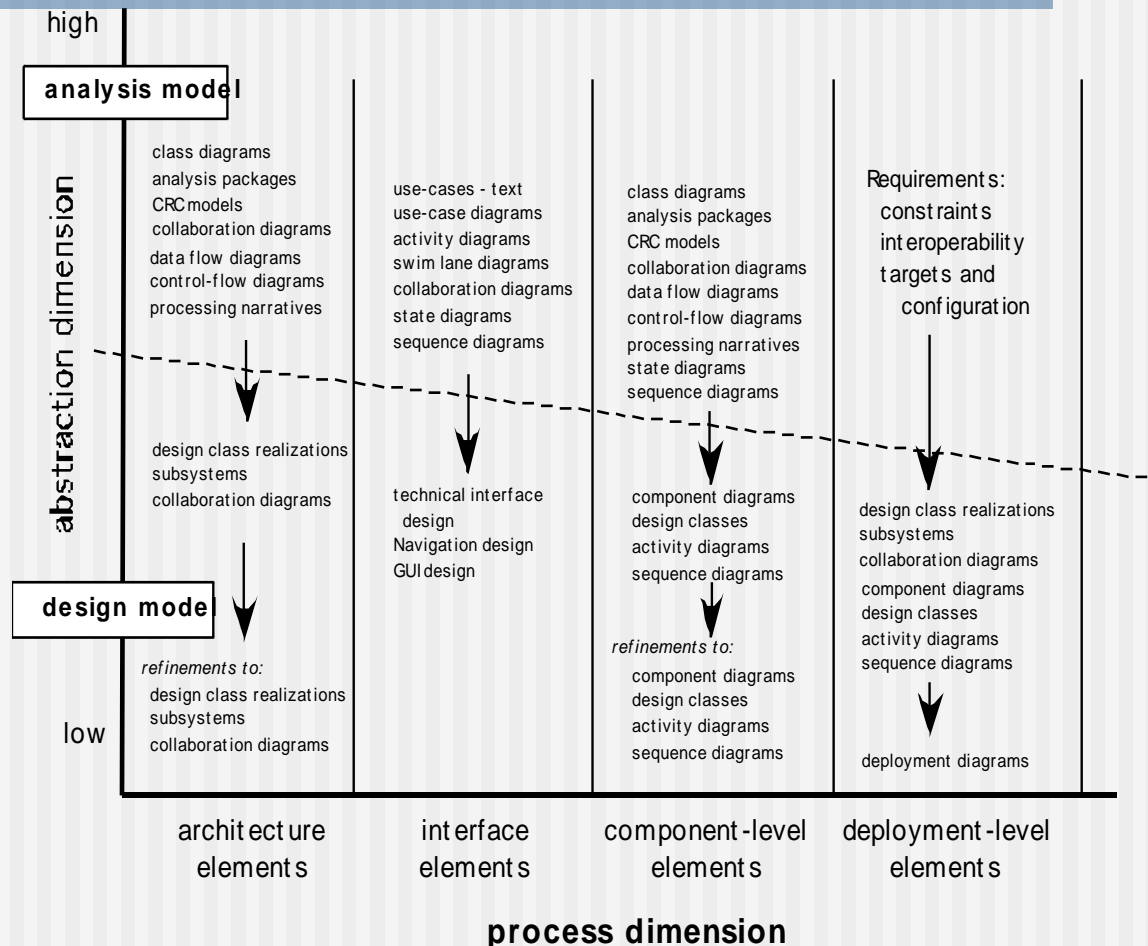 high
analysis model
abstraction dimension
class diagrams
analysis packages
CRC models
collaboration diagrams
data flow diagrams
control-flow diagrams
processing narratives
design class realizations
subsystems
collaboration diagrams
design model
refinements to:
design class realizations
subsystems
collaboration diagrams
low
use-cases - text
use-case diagrams
activity diagrams
swim lane diagrams
collaboration diagrams
state diagrams
sequence diagrams
technical interface
design
Navigation design
GUI design
class diagrams
analysis packages
CRC models
collaboration diagrams
data flow diagrams
control-flow diagrams
processing narratives
state diagrams
sequence diagrams
component diagrams
design classes
activity diagrams
sequence diagrams
refinements to:
component diagrams
design classes
activity diagrams
sequence diagrams
Requirements:
constraints
interoperability
targets and
configuration
design class realizations
subsystems
collaboration diagrams
component diagrams
design classes
activity diagrams
sequence diagrams
deployment diagrams
architecture
elements
interface
elements
component-level
elements
deployment-level
elements
process dimension